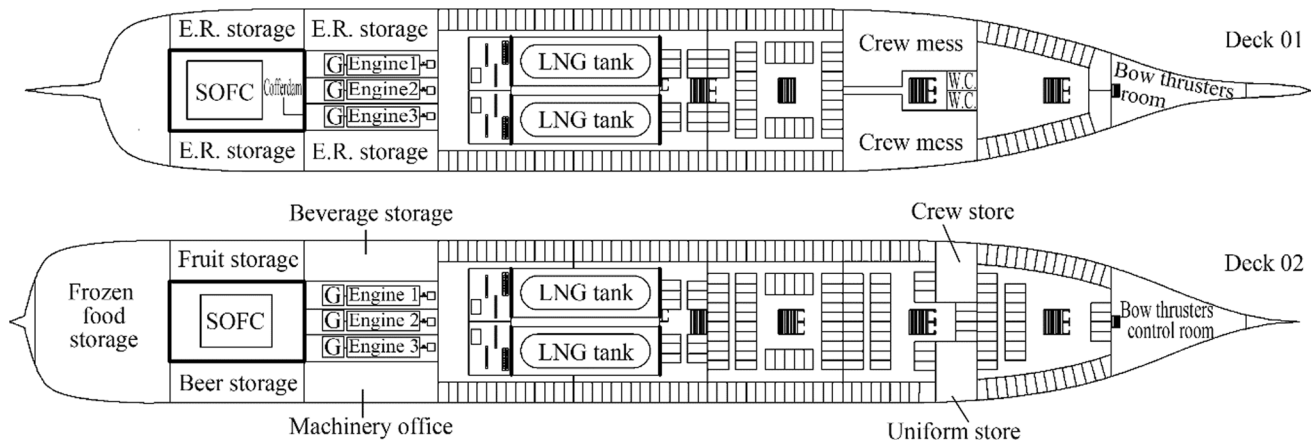 E.R. storage
E.R. storage
Crew mess
Deck 01
SOFC
Cofferdam
G Engine1
G Engine2
G Engine3
LNG tank
LNG tank
W.C.
W.C.
Bow thrusters
room
E.R. storage
E.R. storage
Crew mess
Beverage storage
Crew store
Fruit storage
Deck 02
Frozen
food
storage
SOFC
G Engine 1
G Engine 2
G Engine 3
LNG tank
LNG tank
Bow thrusters
control room
Beer storage
Machinery office
Uniform store